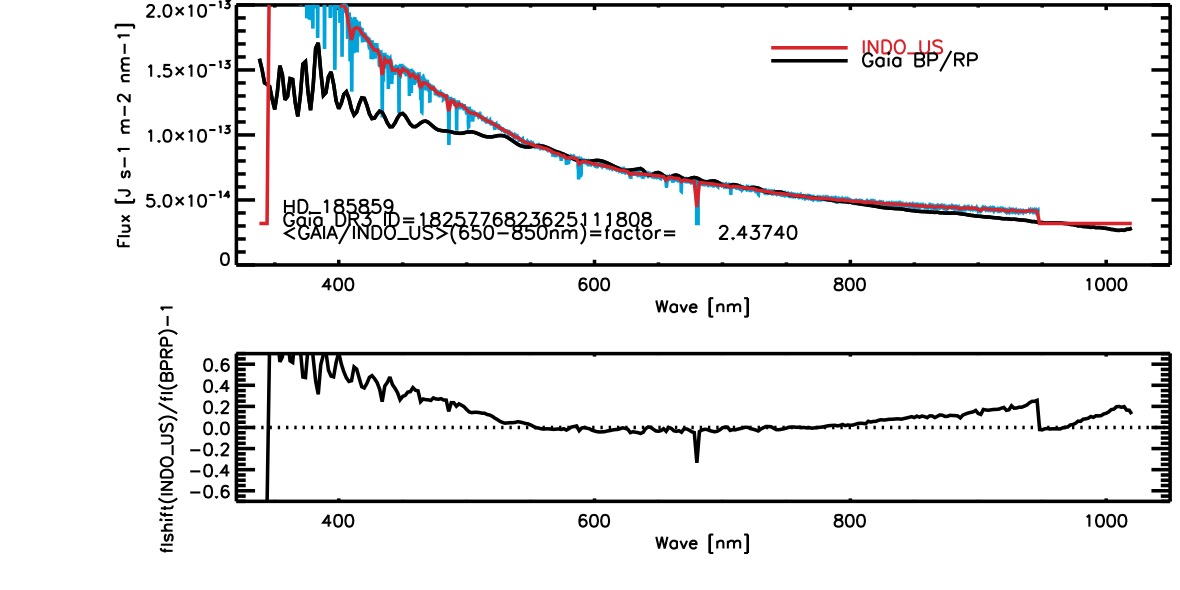 2.0×10−13
1.5×10−13
1.0×10−13
5.0×10−14
0
Flux [J s−1 m−2 nm−1]
INDO_US
Gaia BP/RP
HD_185859
Gaia DR3_ID=1825776823625111808
<GAIA/INDO_US>(650−850nm)=factor= 2.43740
400 600 800 1000
Wave [nm]
0.6
0.4
0.2
0.0
−0.2
−0.4
−0.6
flshift(INDO_US)/fl(BPRP)−1
400 600 800 1000
Wave [nm]